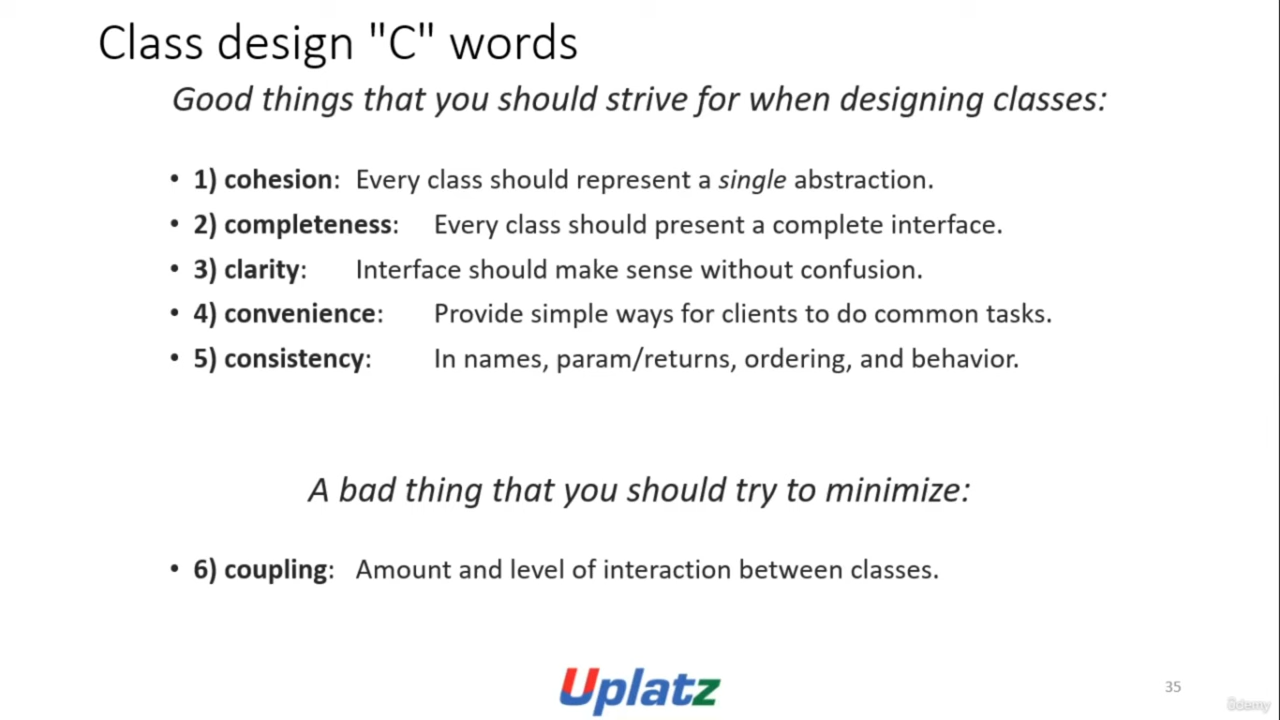 Class design "C" words
Good things that you should strive for when designing classes:
• 1) cohesion: Every class should represent a single abstraction.
• 2) completeness: Every class should present a complete interface.
• 3) clarity: Interface should make sense without confusion.
• 4) convenience: Provide simple ways for clients to do common tasks.
• 5) consistency: In names, param/returns, ordering, and behavior.
A bad thing that you should try to minimize:
• 6) coupling: Amount and level of interaction between classes.
Uplatz
35
ûdemy